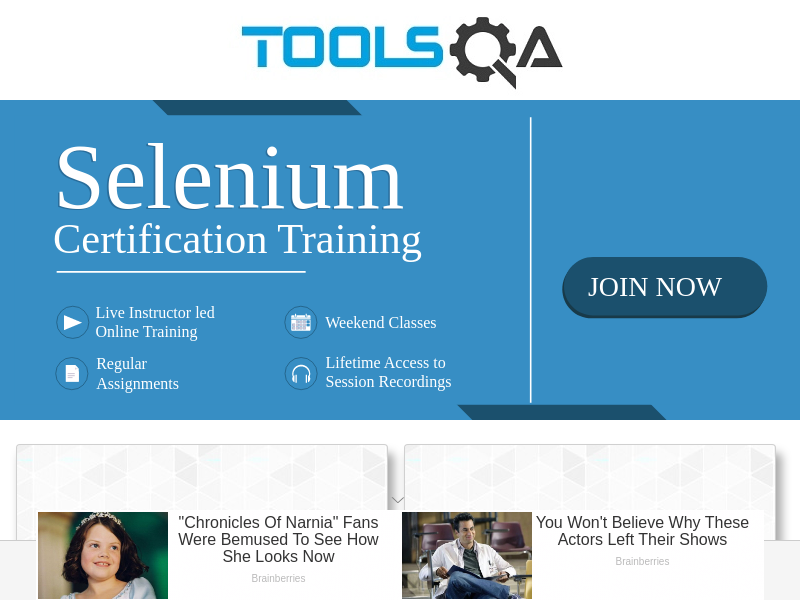 TOOLSQA
Selenium
Certification Training
JOIN NOW
Live Instructor led
Online Training
Weekend Classes
Regular
Assignments
Lifetime Access to
Session Recordings
"Chronicles Of Narnia" Fans
Were Bemused To See How
She Looks Now
Brainberries
You Won't Believe Why These
Actors Left Their Shows
Brainberries